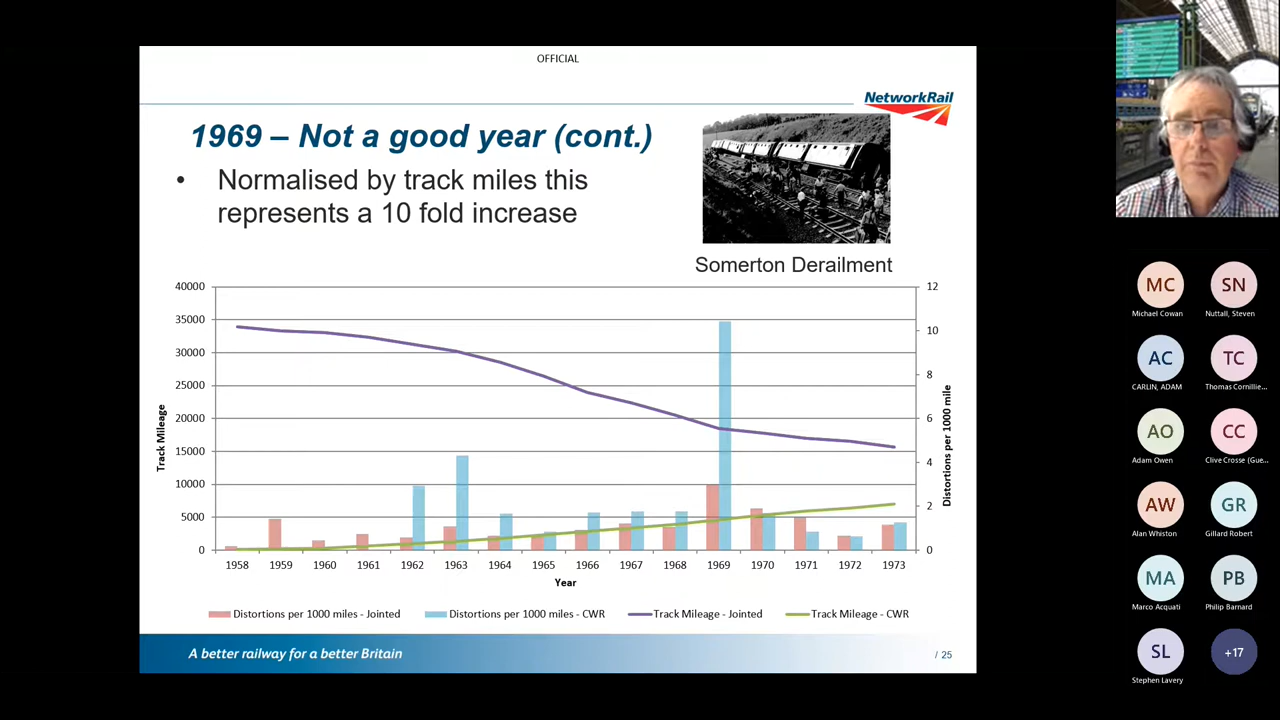 OFFICIAL
NetworkRail
1969 – Not a good year (cont.)
• Normalised by track miles this
represents a 10 fold increase
Somerton Derailment
40000
35000
30000
25000
20000
15000
10000
5000
0
Track Mileage
12
10
8
6
4
2
0
Distortions per 1000 mile
1958 1959 1960 1961 1962 1963 1964 1965 1966 1967 1968 1969 1970 1971 1972 1973
Year
Distortions per 1000 miles - Jointed Distortions per 1000 miles - CWR Track Mileage - Jointed Track Mileage - CWR
A better railway for a better Britain
/ 25
MC SN
Michael Cowan Nuttall, Steven
AC TC
CARLIN, ADAM Thomas Cornillie...
AO CC
Adam Owen Clive Crosse (Gue...
AW GR
Alan Whiston Gillard Robert
MA PB
Marco Acquati Philip Barnard
SL +17
Stephen Lavery